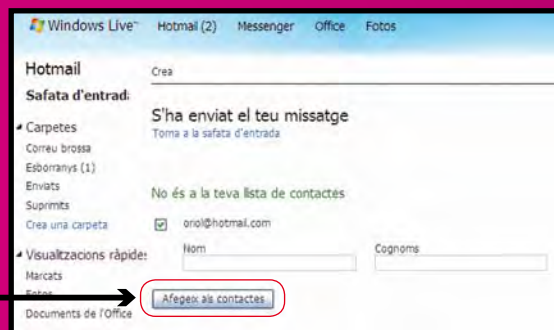 Windows Live™ Hotmail (2) Messenger Office Fotos
Hotmail
Safata d'entrad
Carpetes
Correu brossa
Esborranys (1)
Enviats
Suprimits
Crea una carpeta
Visualitzacions ràpide
Marcats
Fotos
Documents de l'Office
Crea
S'ha enviat el teu missatge
Torna a la safata d'entrada
No és a la teva llista de contactes
oriol@hotmail.com
Nom Cognoms
Afegeix als contactes